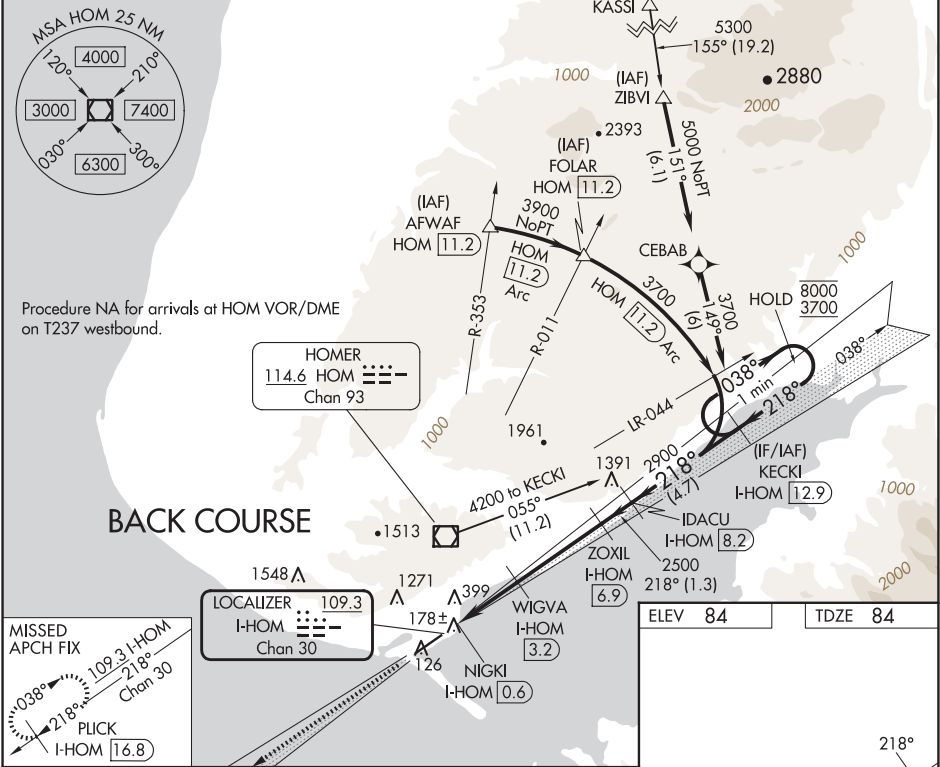 MSA HOM 25 NM
120°
4000
210°
3000
7400
030°
6300
300°
KASSI
5300
155° (19.2)
1000
(IAF)
ZIBVI
2880
2000
2393
5000 NoPT
151°
(6.1)
(IAF)
FOLAR
HOM 11.2
(IAF)
AFWAF
HOM 11.2
3900
NoPT
HOM
11.2
Arc
CEBAB
1000
3700
HOM 11.2 Arc
3700
149°
(6)
HOLD
8000
3700
Procedure NA for arrivals at HOM VOR/DME
on T237 westbound.
R-353
R-011
HOMER
114.6 HOM
Chan 93
038°
038°
1 min
218°
LR-044
1000
1961
1391
2900
218°
(4.7)
(IF/IAF)
KECKI
I-HOM 12.9
4200 to KECKI
055°
(11.2)
1000
BACK COURSE
1513
IDACU
I-HOM 8.2
ZOXIL
I-HOM
6.9
2500
218° (1.3)
2000
1548
1271
399
LOCALIZER 109.3
I-HOM
Chan 30
178±
WIGVA
I-HOM
3.2
126
NIGKI
I-HOM 0.6
ELEV 84
TDZE 84
MISSED
APCH FIX
109.3 I-HOM
218°
Chan 30
038°
218°
PLICK
I-HOM 16.8
218°